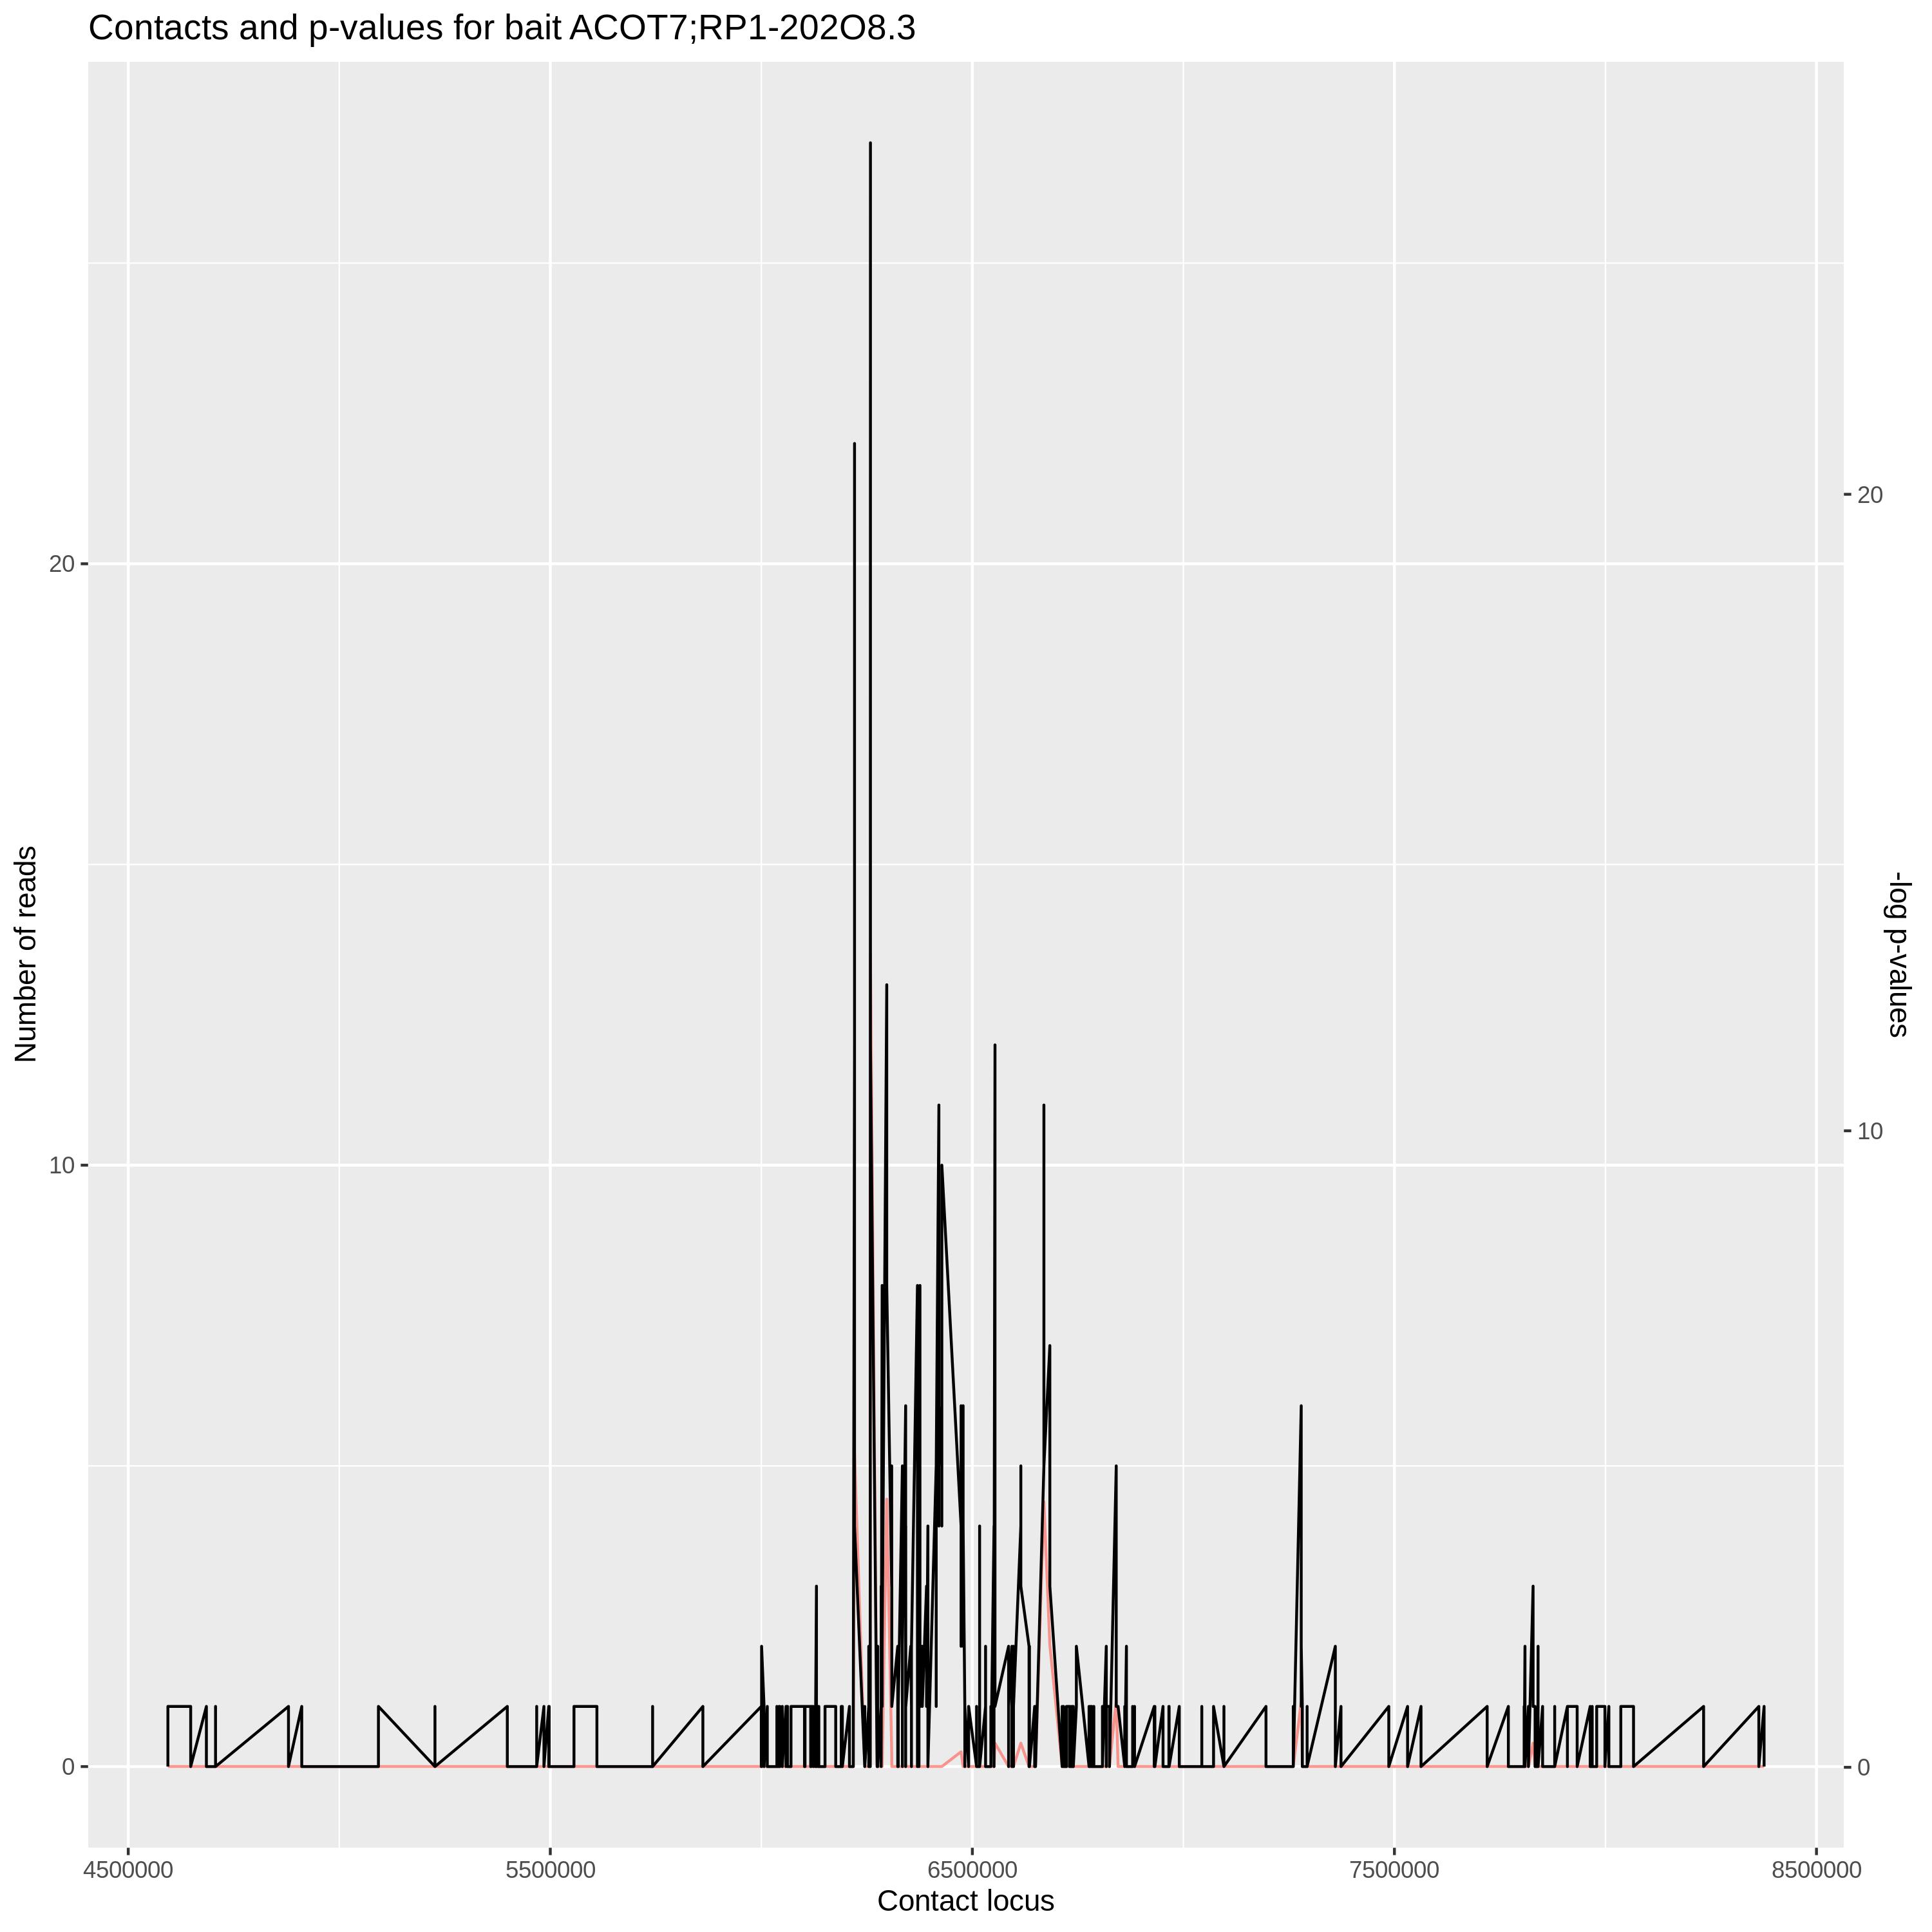 Contacts and p-values for bait ACOT7;RP1-202O8.3
Number of reads
20
10
0
20
10
0
-log p-values
4500000 5500000 6500000 7500000 8500000
Contact locus